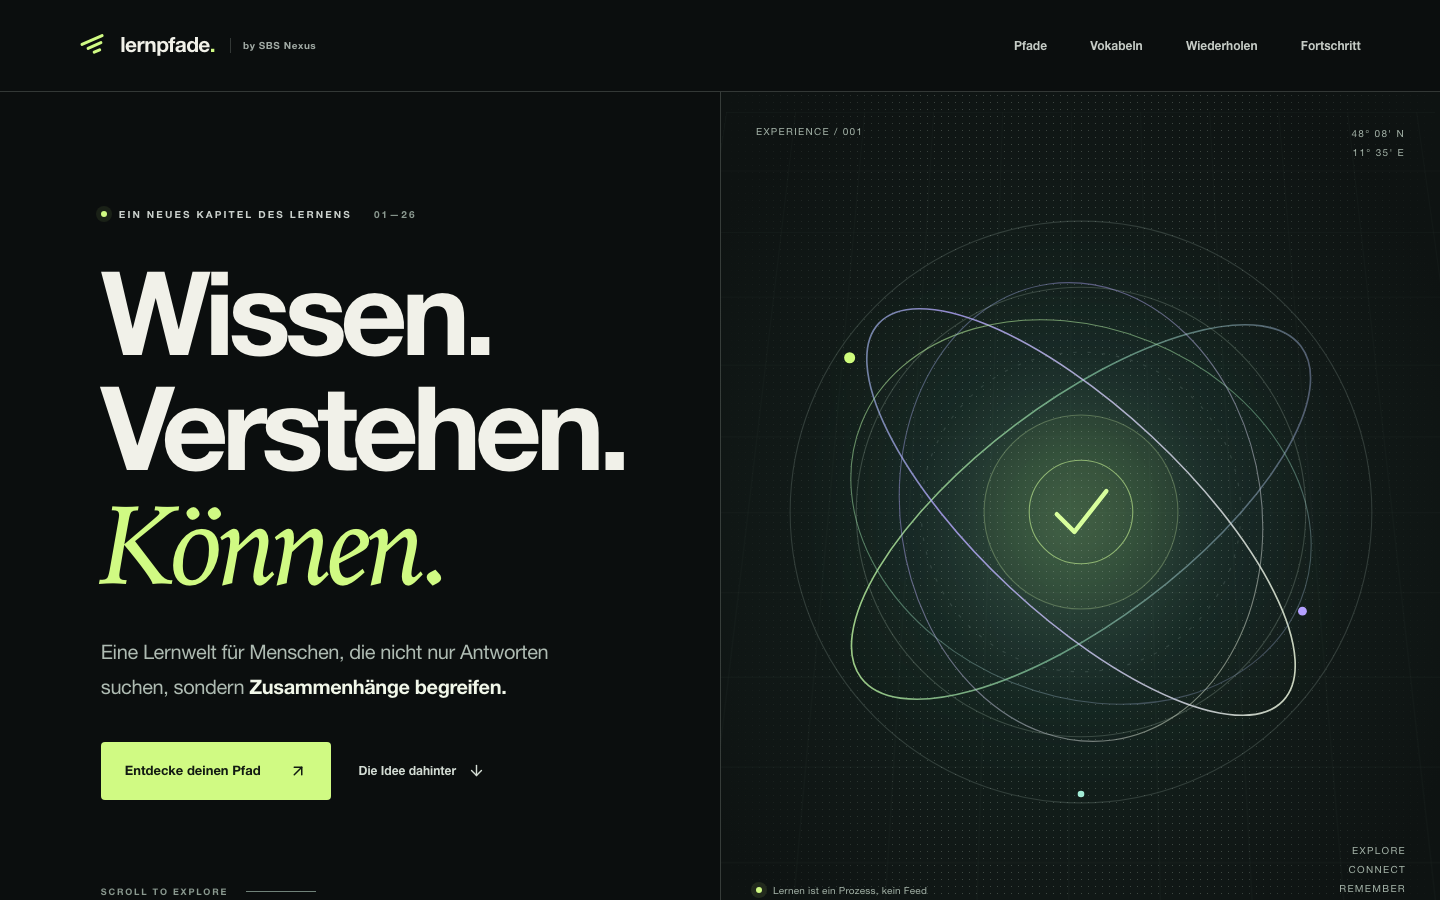 lernpfade.
by SBS Nexus
Pfade
Vokabeln
Wiederholen
Fortschritt
EXPERIENCE / 001
48° 08' N
11° 35' E
EIN NEUES KAPITEL DES LERNENS
01—26
Wissen.
Verstehen.
Können.
Eine Lernwelt für Menschen, die nicht nur Antworten
suchen, sondern Zusammenhänge begreifen.
Entdecke deinen Pfad
Die Idee dahinter
SCROLL TO EXPLORE
Lernen ist ein Prozess, kein Feed
EXPLORE
CONNECT
REMEMBER